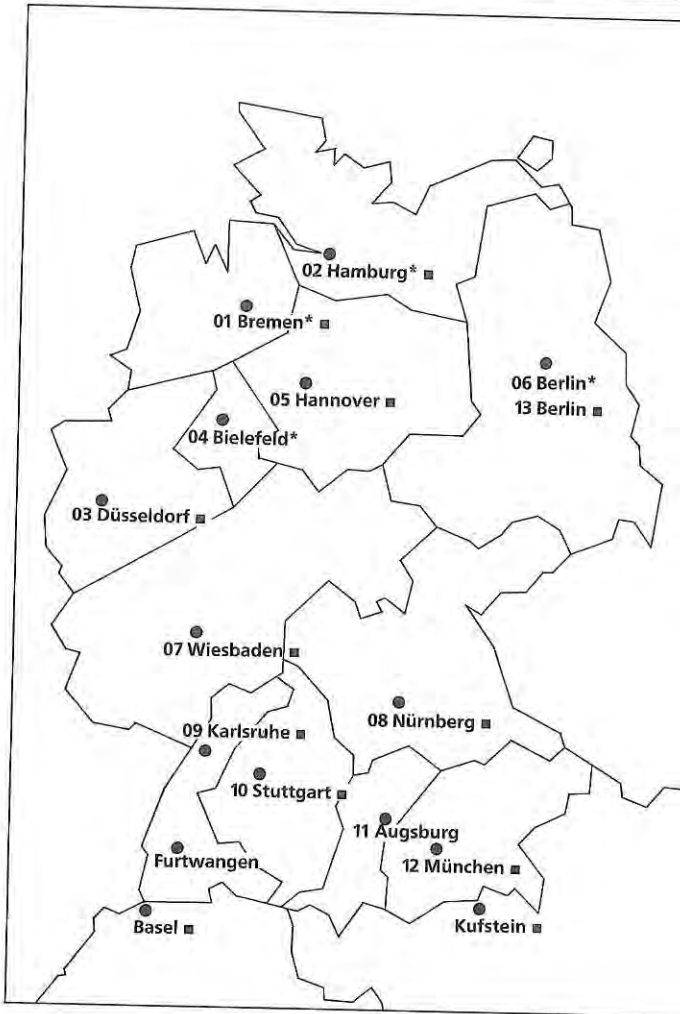 02 Hamburg*
01 Bremen*
06 Berlin*
05 Hannover
13 Berlin
04 Bielefeld*
03 Düsseldorf
07 Wiesbaden
08 Nürnberg
09 Karlsruhe
10 Stuttgart
11 Augsburg
Furtwangen
12 München
Basel
Kufstein